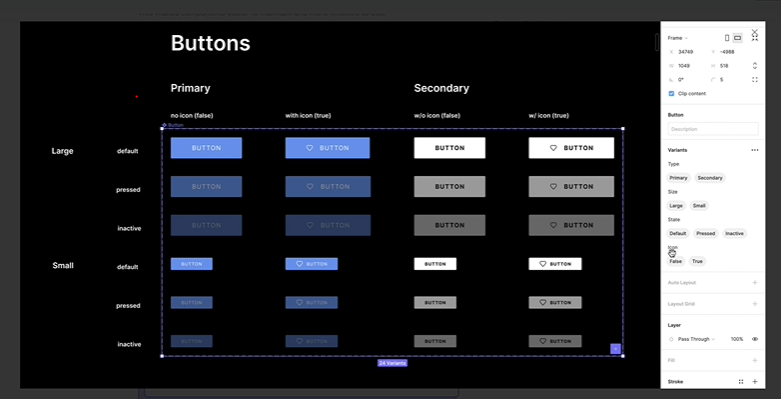 Buttons
Primary
Secondary
no icon (false)
with icon (true)
w/o icon (false)
w/ icon (true)
Button
Large
default
BUTTON
BUTTON
BUTTON
BUTTON
pressed
BUTTON
BUTTON
BUTTON
BUTTON
inactive
BUTTON
BUTTON
BUTTON
BUTTON
Small
default
BUTTON
BUTTON
BUTTON
BUTTON
pressed
BUTTON
BUTTON
BUTTON
BUTTON
inactive
BUTTON
BUTTON
BUTTON
BUTTON
24 Variants
Frame
X 34749 Y -4988
W 1049 H 518
0° 5
Clip content
Button
Description
Variants
Type
Primary Secondary
Size
Large Small
State
Default Pressed Inactive
Icon
False True
Auto Layout
Layout Grid
Layer
Pass Through 100%
Fill
Stroke